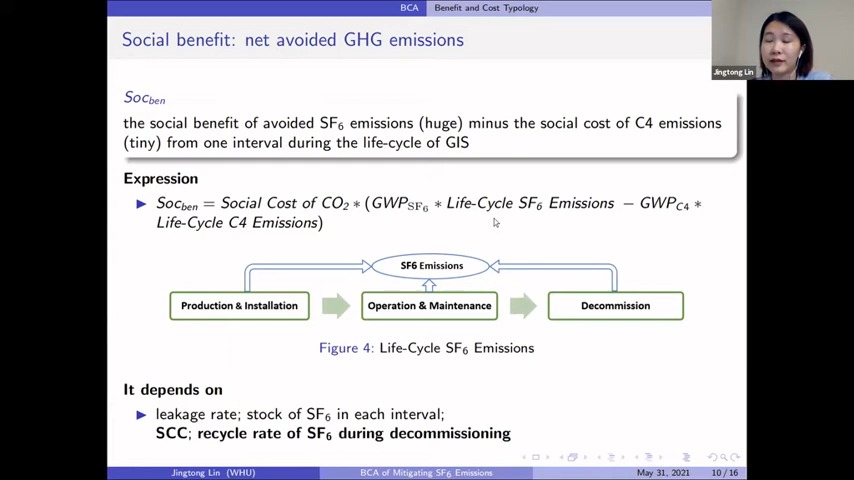 BCA Benefit and Cost Typology
Social benefit: net avoided GHG emissions
Jingtong Lin
Soc_ben
the social benefit of avoided SF₆ emissions (huge) minus the social cost of C4 emissions
(tiny) from one interval during the life-cycle of GIS
Expression
Soc_ben = Social Cost of CO₂ ∗ (GWP_SF₆ ∗ Life-Cycle SF₆ Emissions − GWP_C4 ∗
Life-Cycle C4 Emissions)
SF6 Emissions
Production & Installation Operation & Maintenance Decommission
Figure 4: Life-Cycle SF₆ Emissions
It depends on
leakage rate; stock of SF₆ in each interval;
SCC; recycle rate of SF₆ during decommissioning
Jingtong Lin (WHU) BCA of Mitigating SF₆ Emissions May 31, 2021 10 / 16